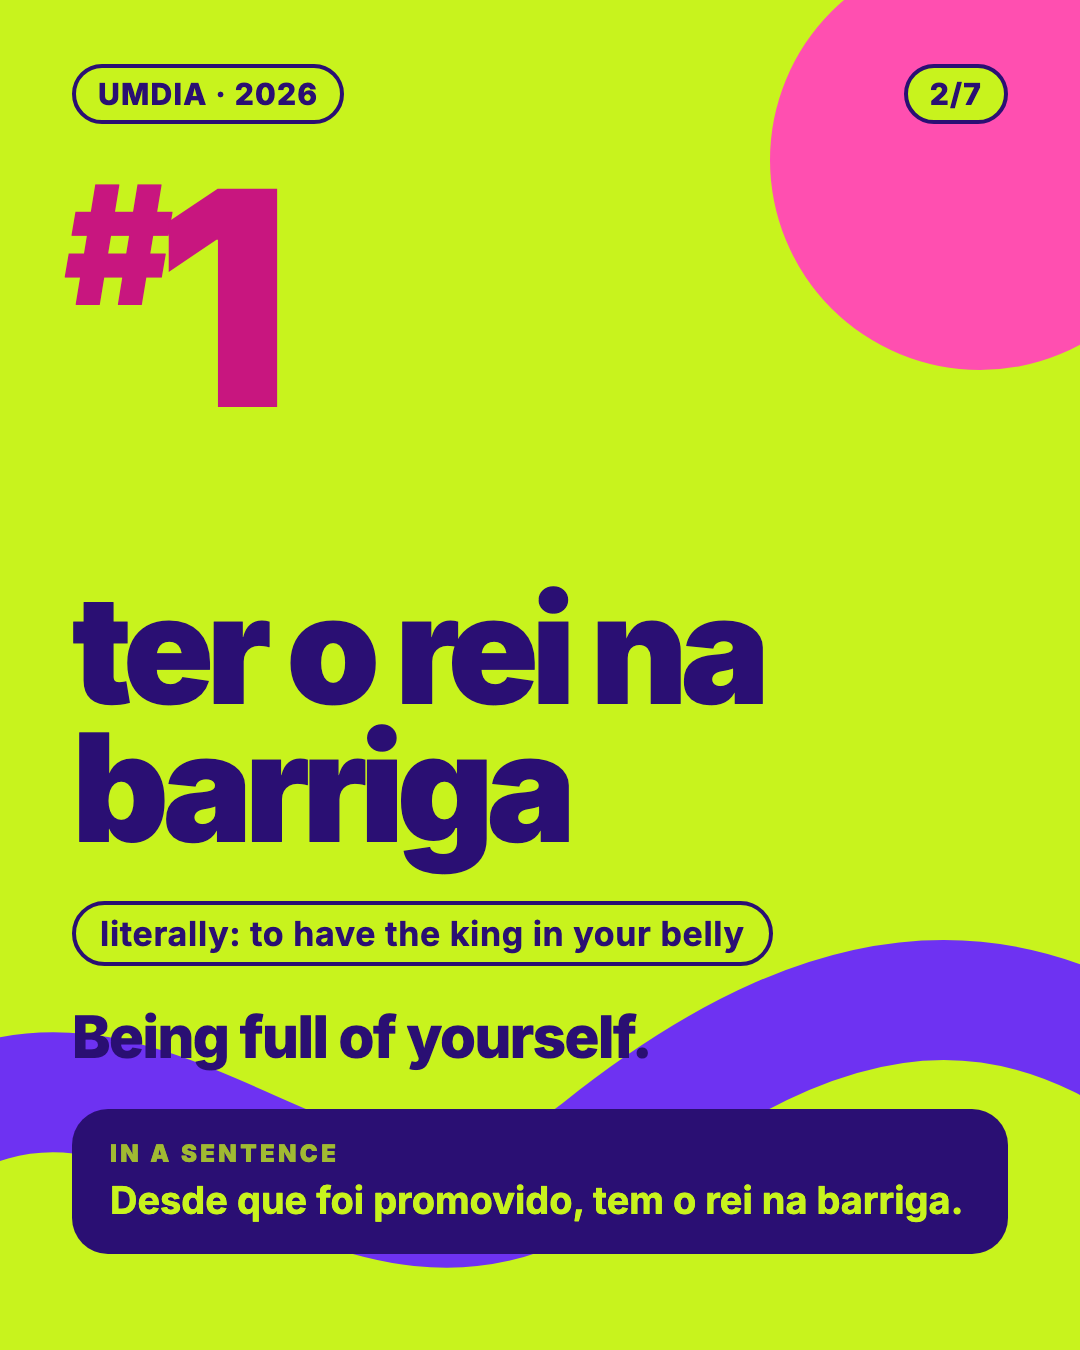 UMDIA · 2026
2/7
#1
ter o rei na
barriga
literally: to have the king in your belly
Being full of yourself.
IN A SENTENCE
Desde que foi promovido, tem o rei na barriga.